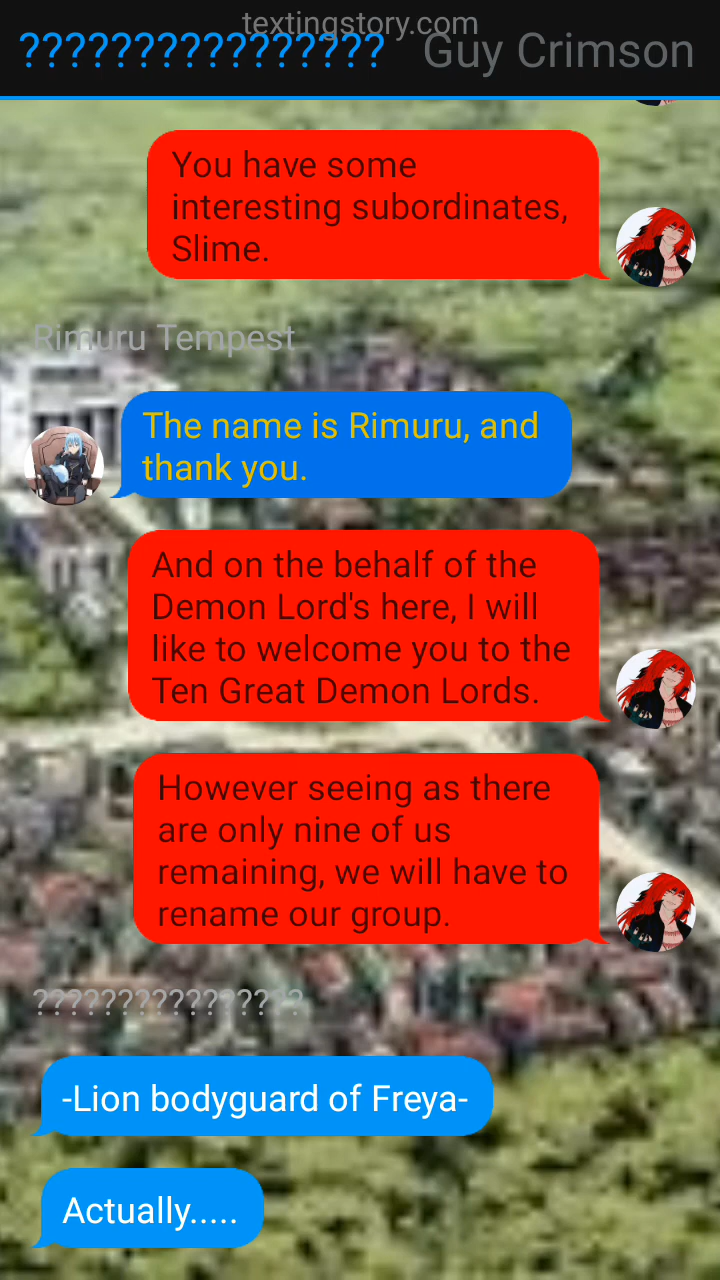 textingstory.com
???????????????? Guy Crimson
You have some
interesting subordinates,
Slime.
Rimuru Tempest
The name is Rimuru, and
thank you.
And on the behalf of the
Demon Lord's here, I will
like to welcome you to the
Ten Great Demon Lords.
However seeing as there
are only nine of us
remaining, we will have to
rename our group.
????????????????
-Lion bodyguard of Freya-
Actually.....